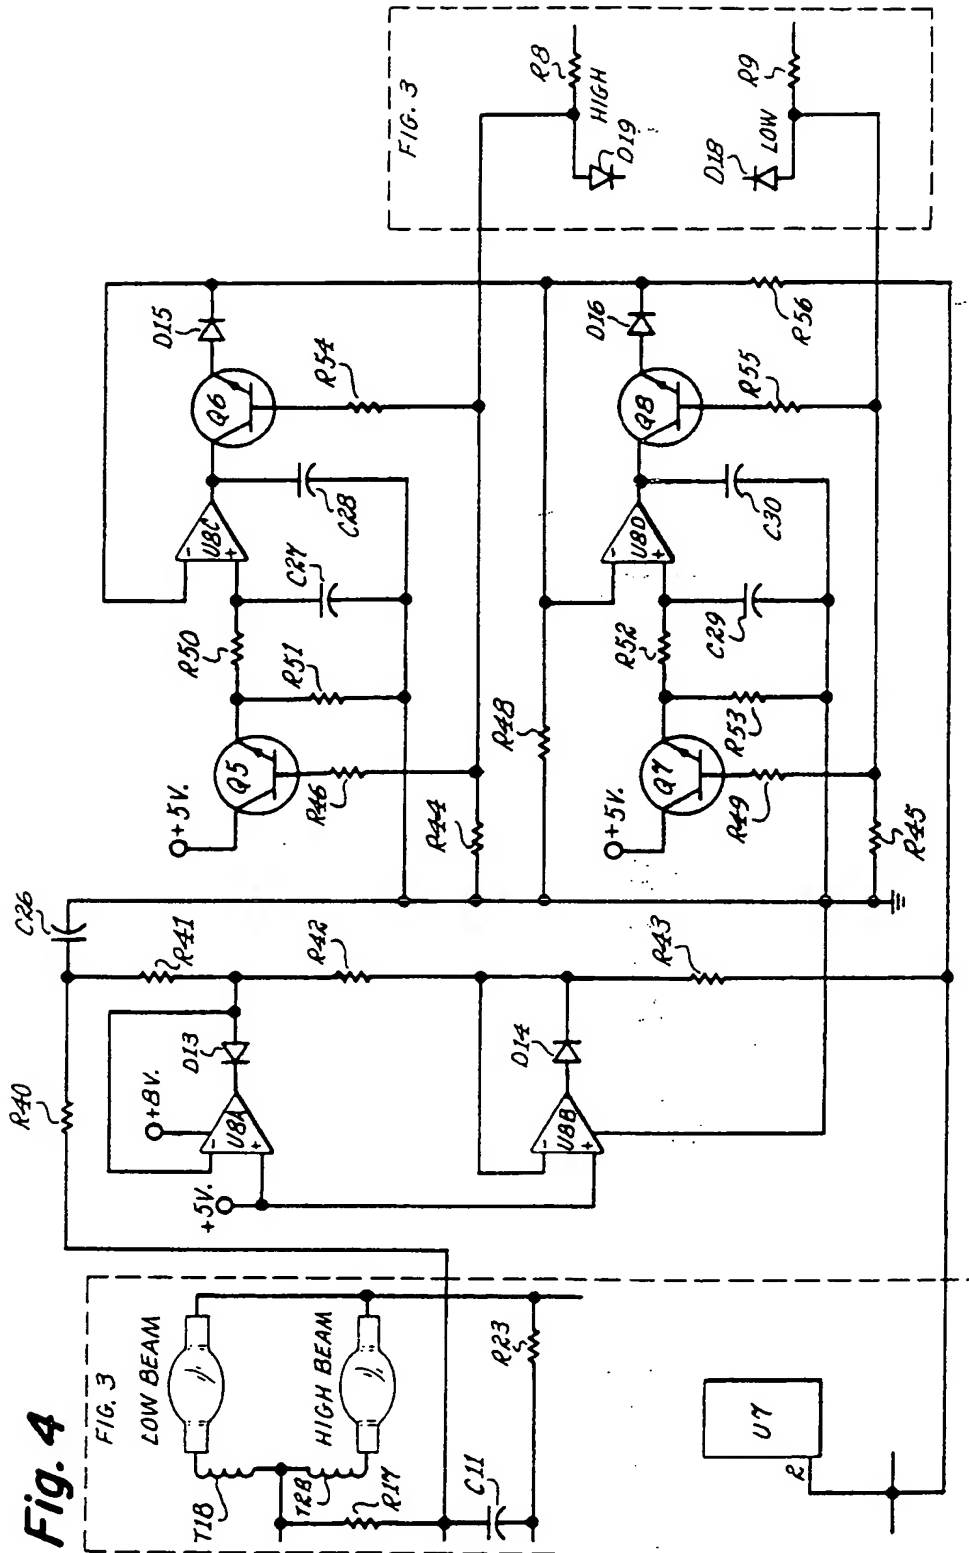 Fig. 4
FIG. 3
LOW BEAM
T1B
HIGH BEAM
T2B
R17
C11
R23
U7
R
R40
C26
+5V.
+8V.
U8A
D13
R41
R42
U8B
D14
R43
+5V.
Q5
R46
R44
R50
R51
C27
U8C
C28
Q6
D15
R54
R48
+5V.
Q7
R49
R45
R52
R53
C29
U8D
C30
Q8
D16
R55
R56
FIG. 3
R8
HIGH
D19
D18
LOW
R9